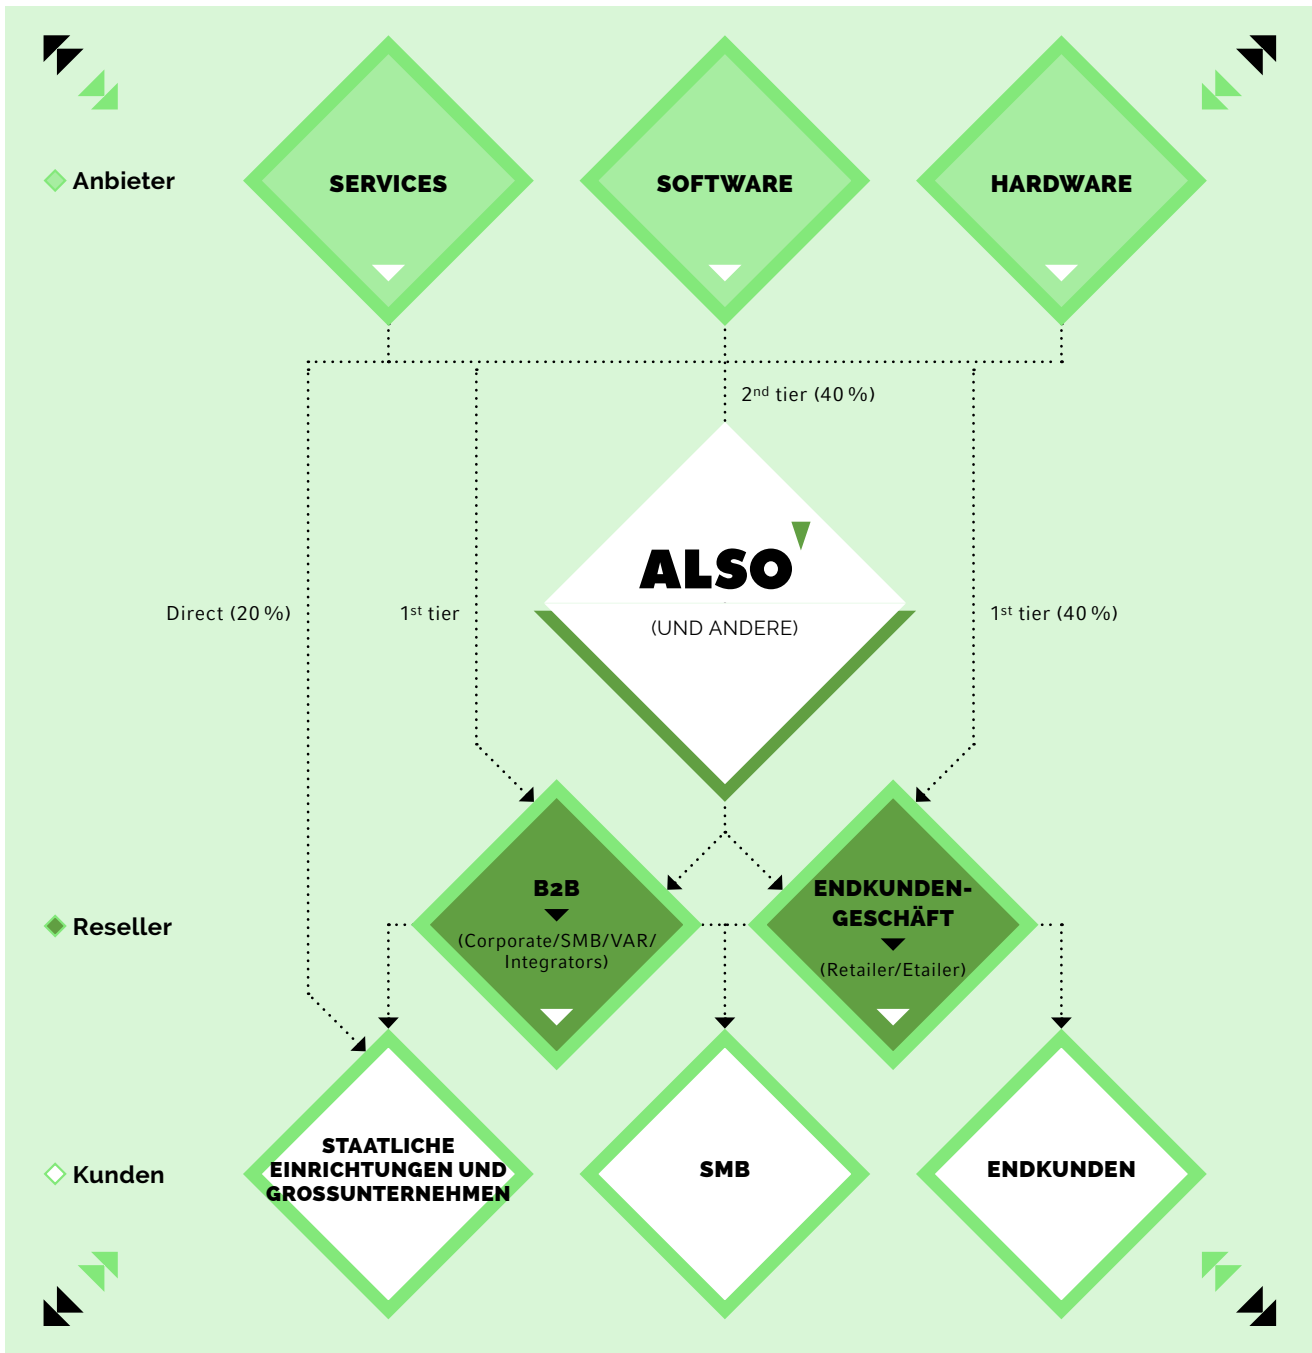 Anbieter
SERVICES
SOFTWARE
HARDWARE
2nd tier (40 %)
ALSO
(UND ANDERE)
Direct (20 %)
1st tier
1st tier (40 %)
Reseller
B2B
(Corporate/SMB/VAR/
Integrators)
ENDKUNDEN-
GESCHÄFT
(Retailer/Etailer)
Kunden
STAATLICHE
EINRICHTUNGEN UND
GROSSUNTERNEHMEN
SMB
ENDKUNDEN